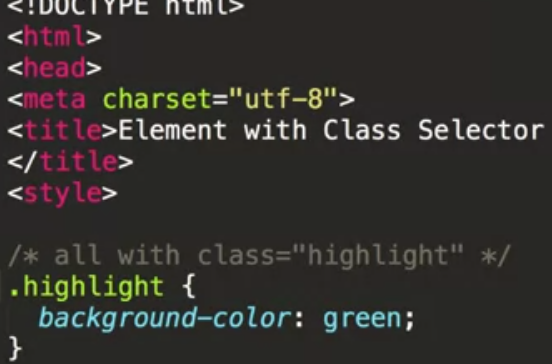 <!DOCTYPE html>
<html>
<head>
<meta charset="utf-8">
<title>Element with Class Selector
</title>
<style>
/* all with class="highlight" */
.highlight {
background-color: green;
}